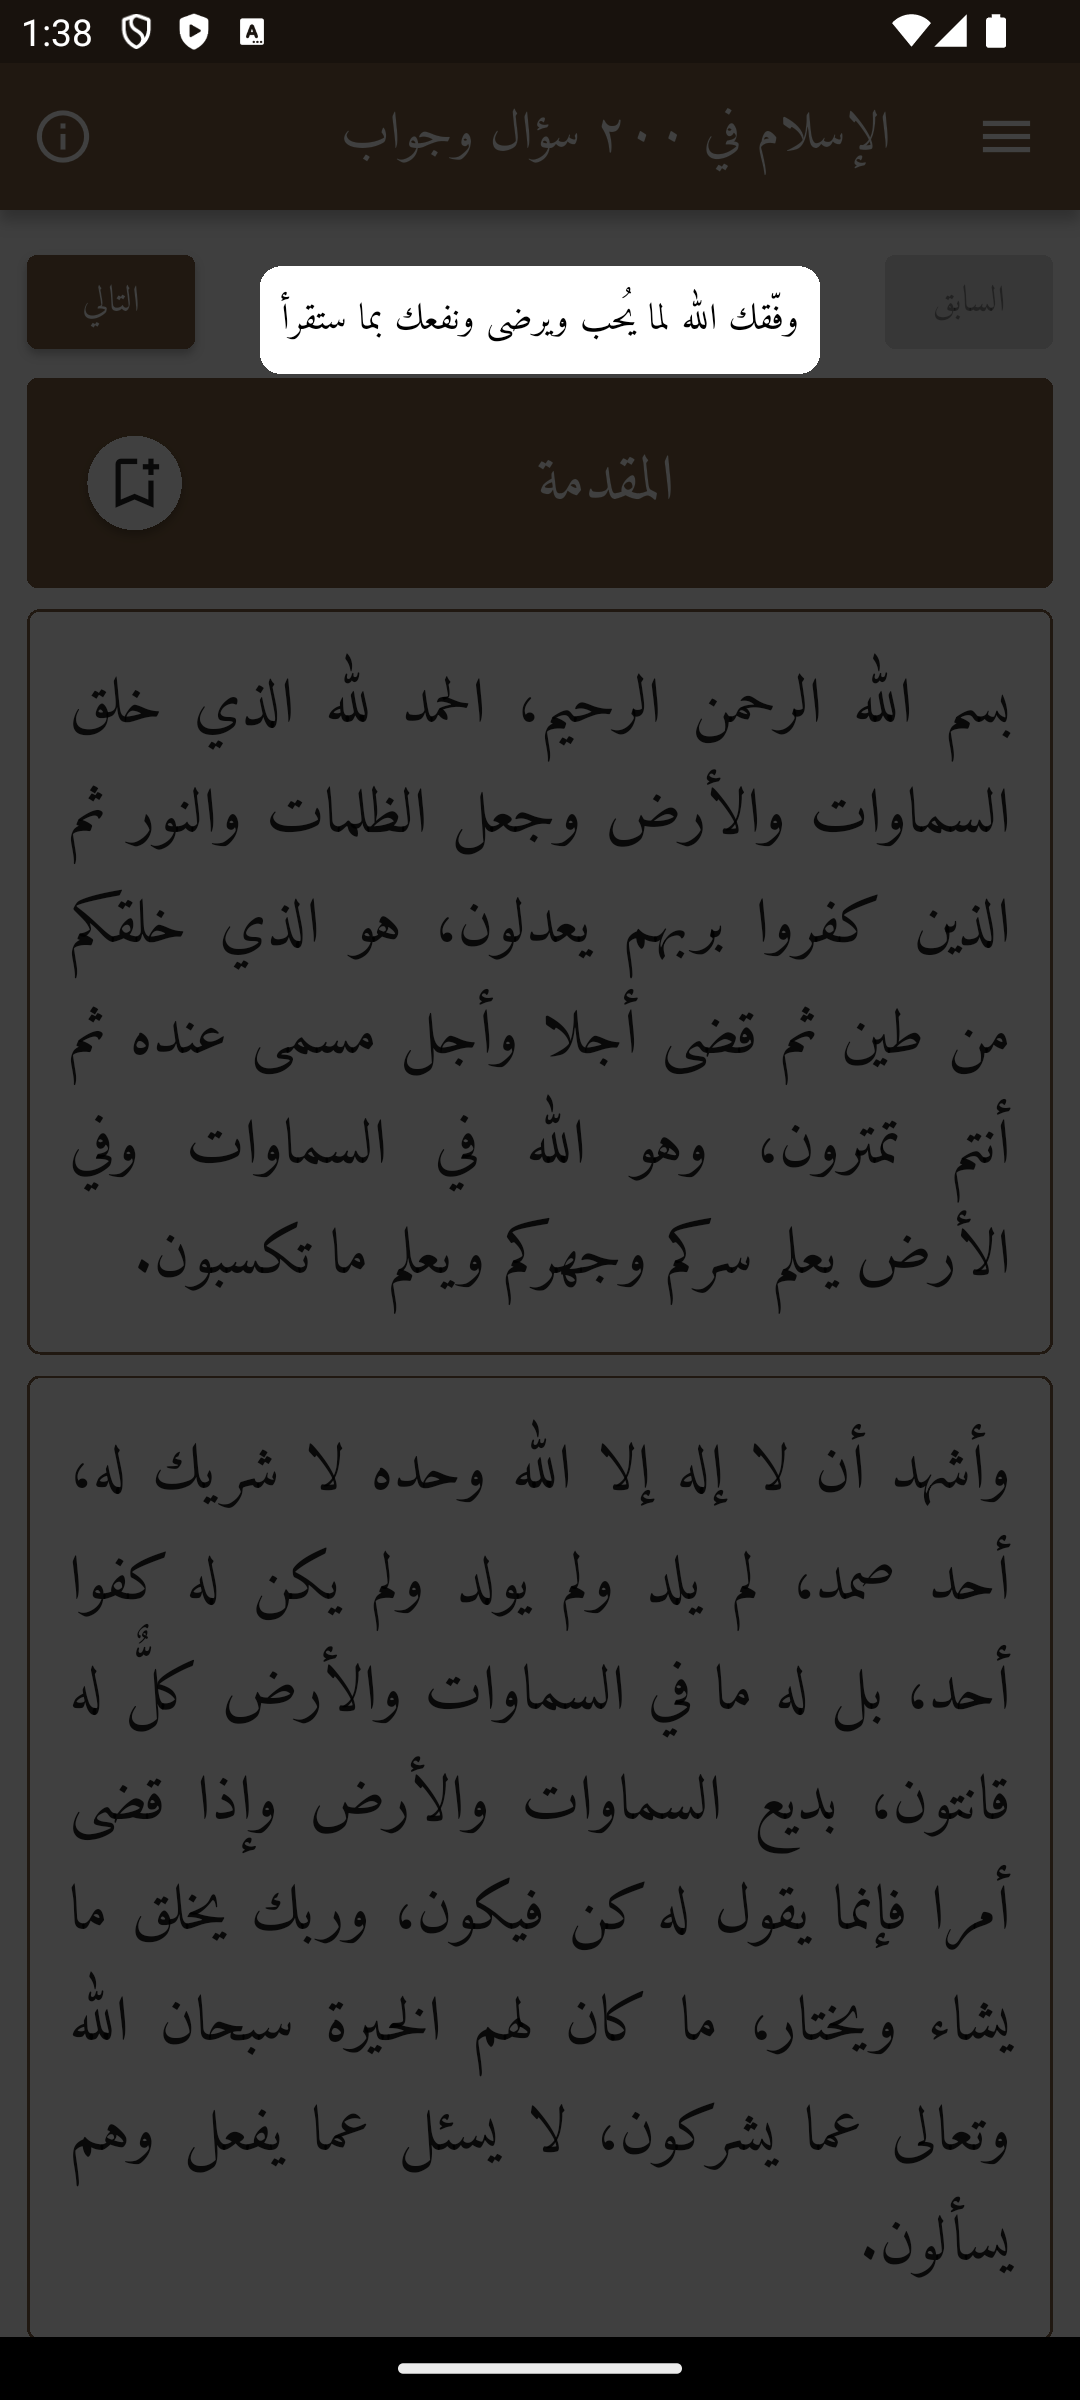 1:38
الإسلام في ٢٠٠ سؤال وجواب
السابق
وفّقك الله لما يُحب ويرضى ونفعك بما ستقرأ
التالي
المقدمة
بسم الله الرحمن الرحيم، الحمد لله الذي خلق
السماوات والأرض وجعل الظلمات والنور ثم
الذين كفروا بربهم يعدلون، هو الذي خلقكم
من طين ثم قضى أجلا وأجل مسمى عنده ثم
أنتم تمترون، وهو الله في السماوات وفي
الأرض يعلم سركم وجهركم ويعلم ما تكسبون.
وأشهد أن لا إله إلا الله وحده لا شريك له،
أحد صمد، لم يلد ولم يولد ولم يكن له كفوا
أحد، بل له ما في السماوات والأرض كلٌّ له
قانتون، بديع السماوات والأرض وإذا قضى
أمرا فإنما يقول له كن فيكون، وربك يخلق ما
يشاء ويختار، ما كان لهم الخيرة سبحان الله
وتعالى عما يشركون، لا يسئل عما يفعل وهم
يسألون.